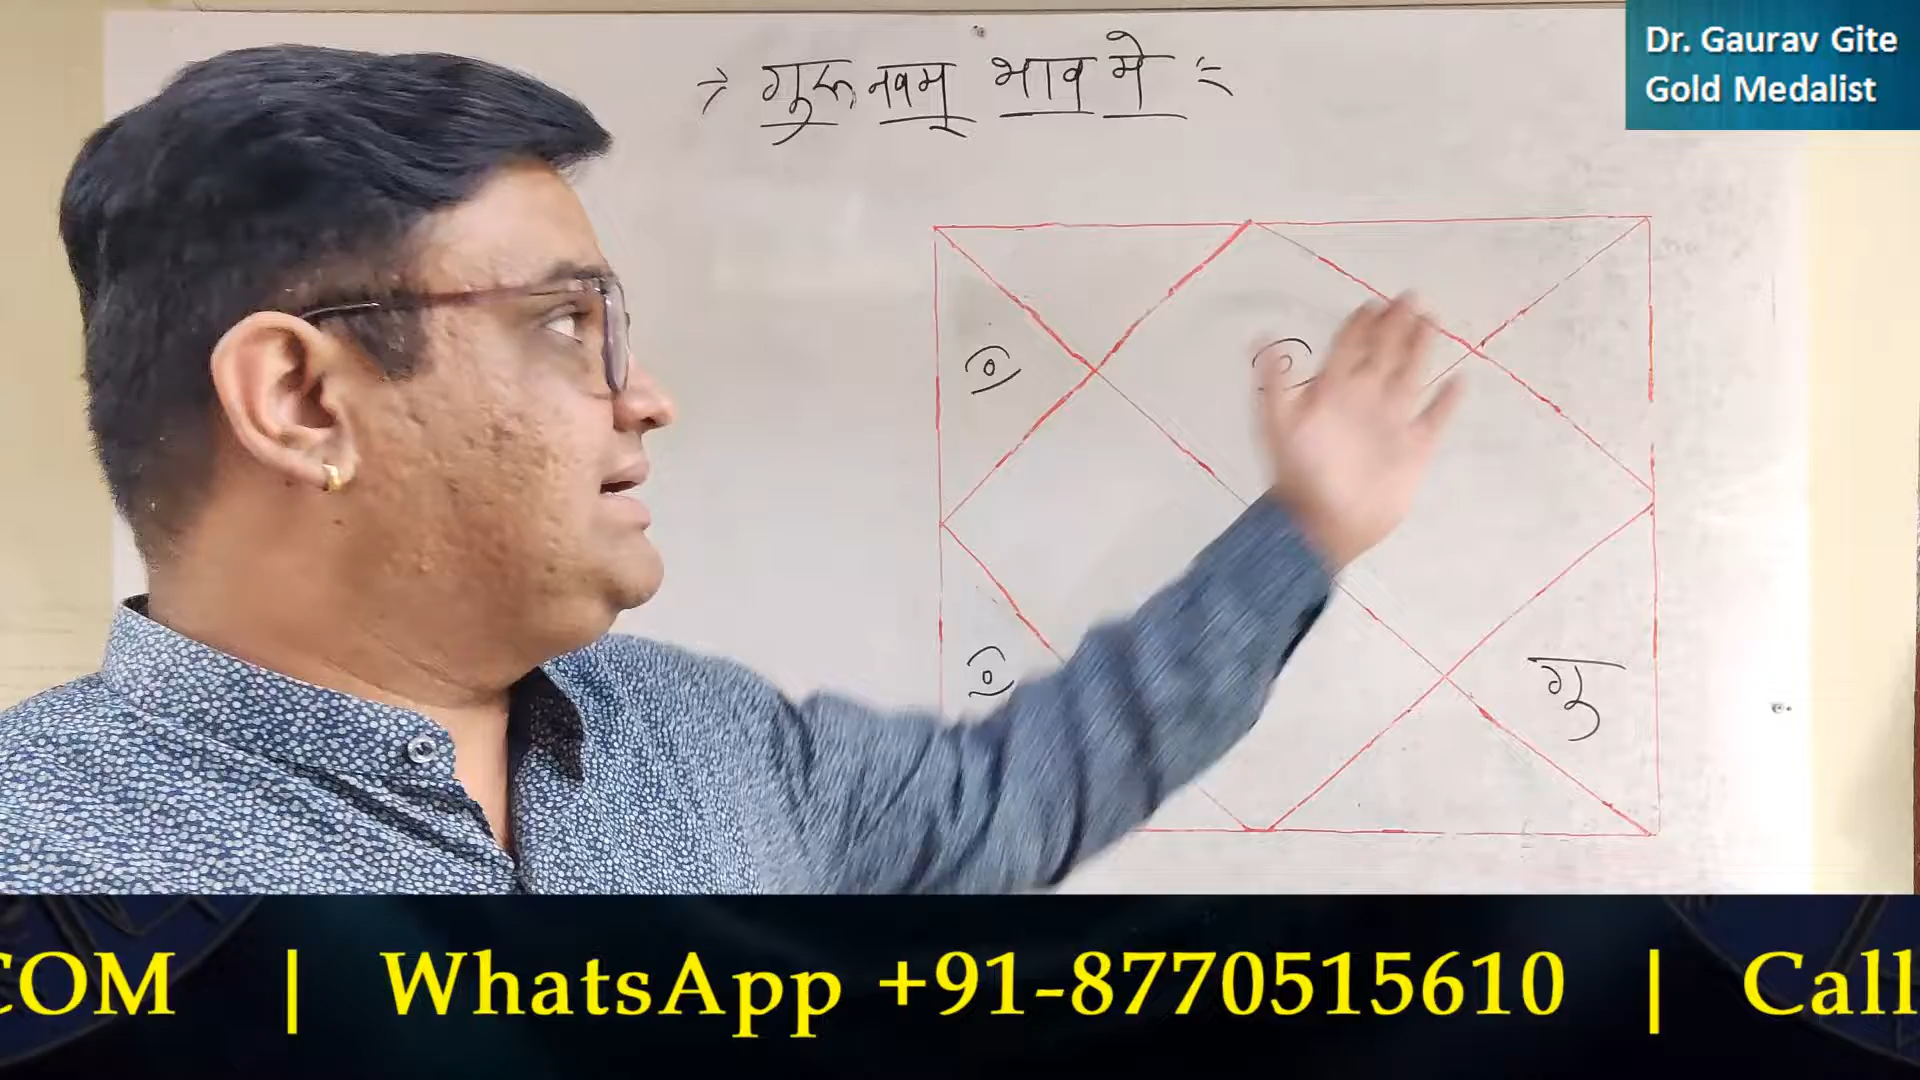 Dr. Gaurav Gite
Gold Medalist
→ गुरु नवम् भाव मे :-
गु
COM | WhatsApp +91-8770515610 | Call